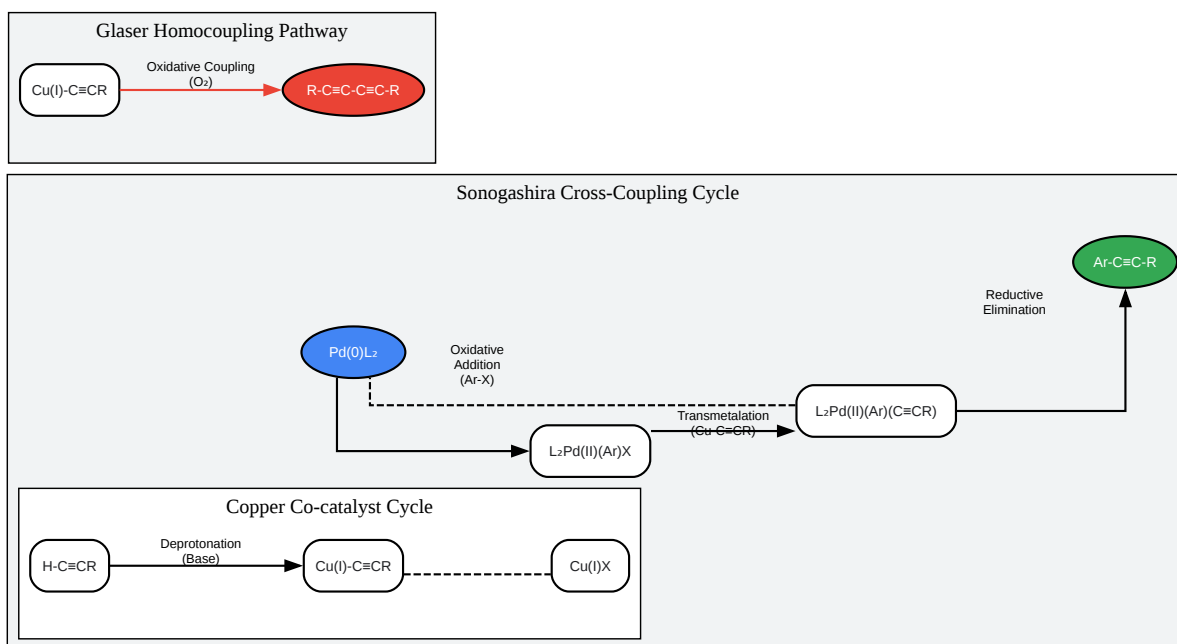 Glaser Homocoupling Pathway
Oxidative Coupling
(O₂)
Cu(I)-C≡CR
R-C≡C-C≡C-R
Sonogashira Cross-Coupling Cycle
Ar-C≡C-R
Reductive
Elimination
Pd(0)L₂
Oxidative
Addition
(Ar-X)
L₂Pd(II)(Ar)(C≡CR)
Transmetalation
(Cu-C≡CR)
L₂Pd(II)(Ar)X
Copper Co-catalyst Cycle
Deprotonation
(Base)
H-C≡CR
Cu(I)-C≡CR
Cu(I)X